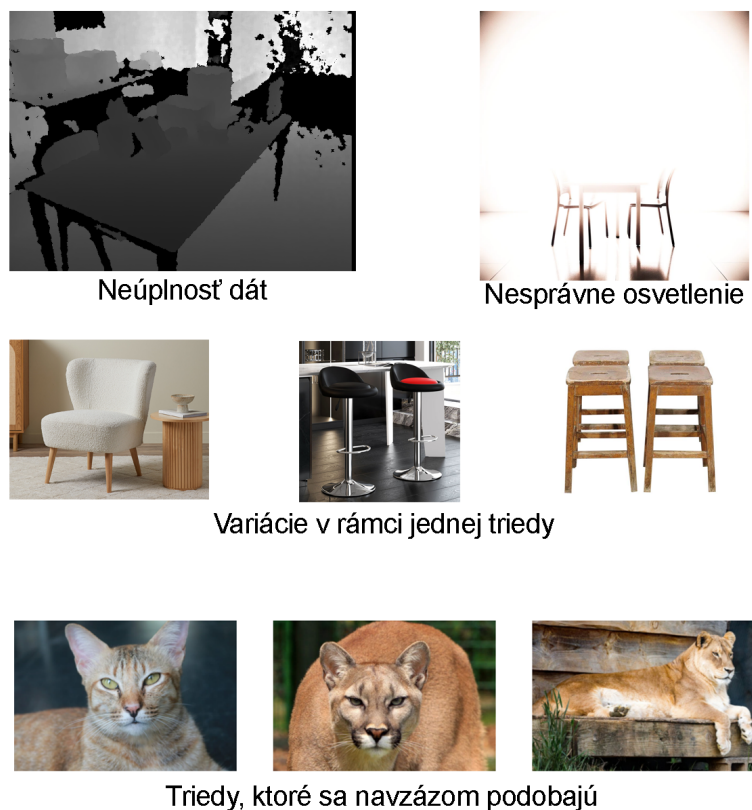 Neúplnosť dát
Nesprávne osvetlenie
Variácie v rámci jednej triedy
Triedy, ktoré sa navzázom podobajú